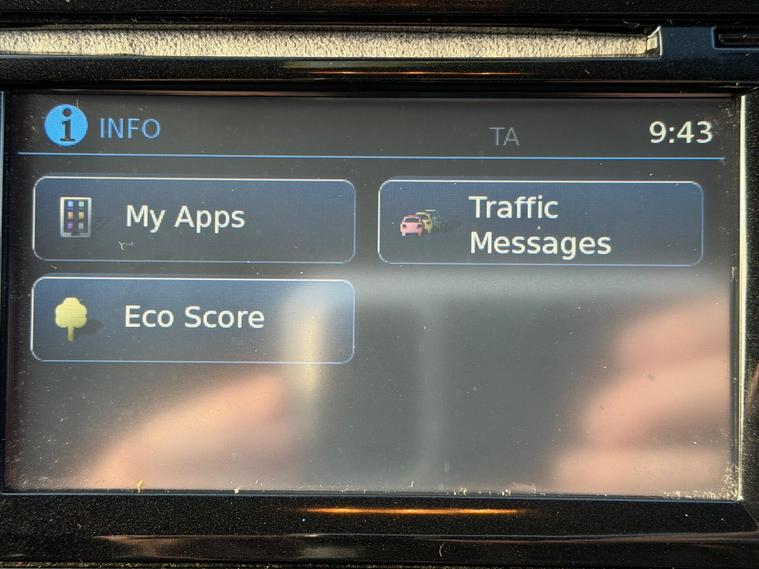 i INFO
TA
9:43
My Apps
Traffic
Messages
Eco Score